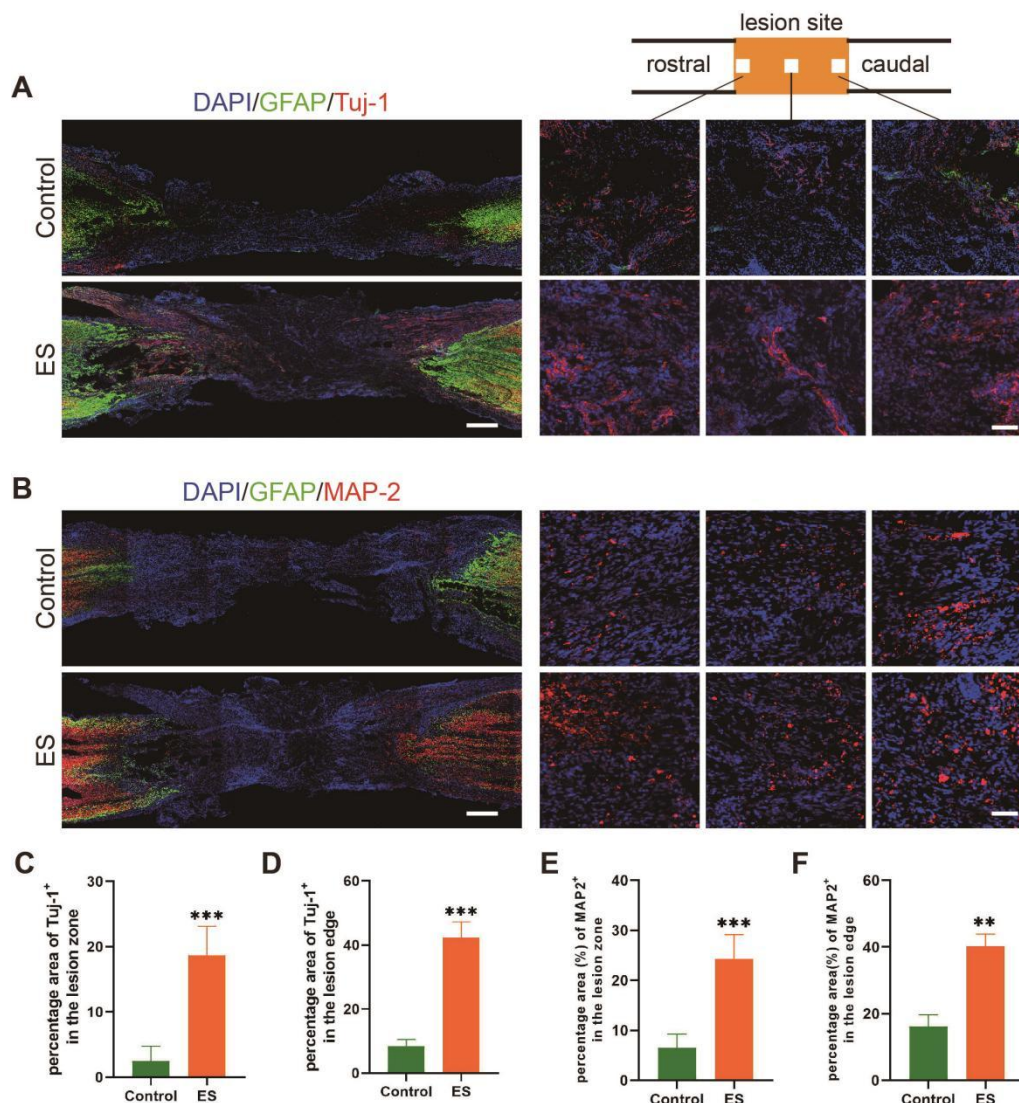 lesion site
rostral
caudal
A
DAPI/GFAP/Tuj-1
Control
ES
B
DAPI/GFAP/MAP-2
Control
ES
C
percentage area of Tuj-1+
in the lesion zone
30
20
10
0
***
Control ES
D
percentage area of Tuj-1+
in the lesion edge
60
40
20
0
***
Control ES
E
percentage area (%) of MAP2+
in the lesion zone
40
30
20
10
0
***
Control ES
F
percentage area(%) of MAP2+
in the lesion edge
60
40
20
0
**
Control ES